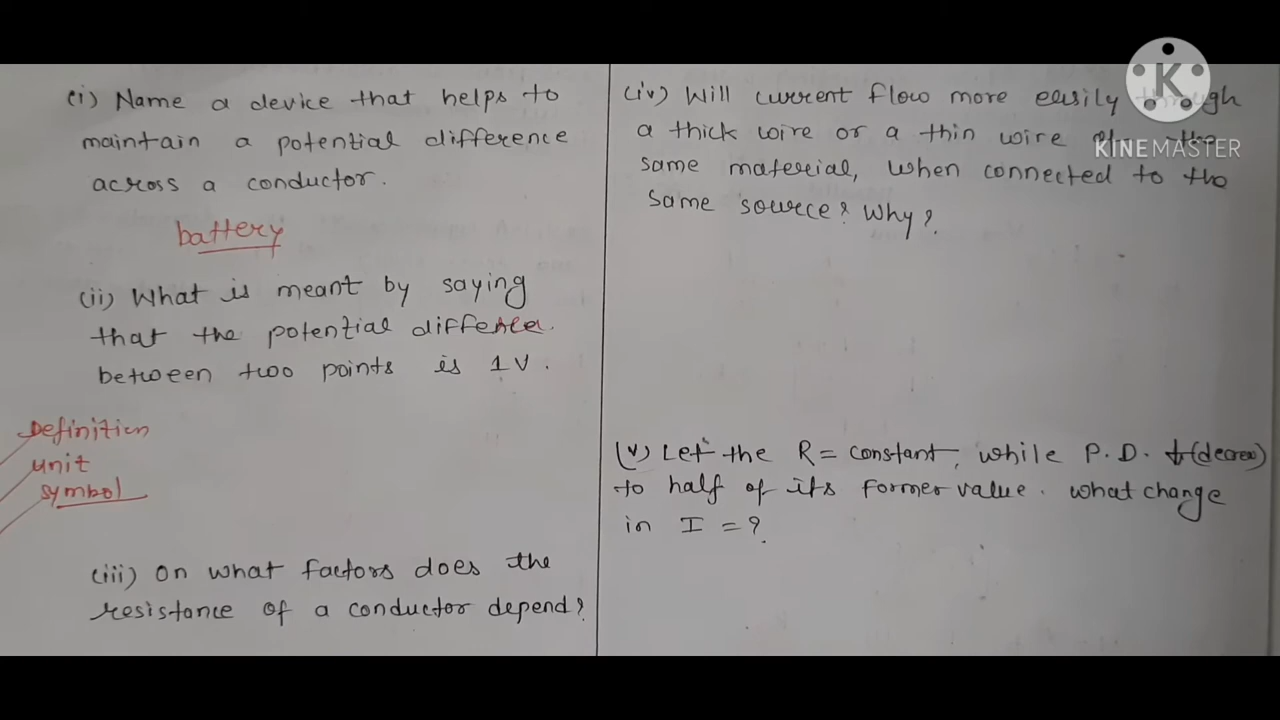 (i) Name a device that helps to
maintain a potential difference
across a conductor.
battery
(ii) What is meant by saying
that the potential difference
between two points is 1V.
Definition
unit
symbol
(iii) On what factors does the
resistance of a conductor depend?
(iv) Will current flow more easily through
a thick wire or a thin wire
same material, when connected to the
same source? Why?
K
KINEMASTER
(v) Let the R = constant, while P.D. ↓
to half of its former value. what change
in I = ?